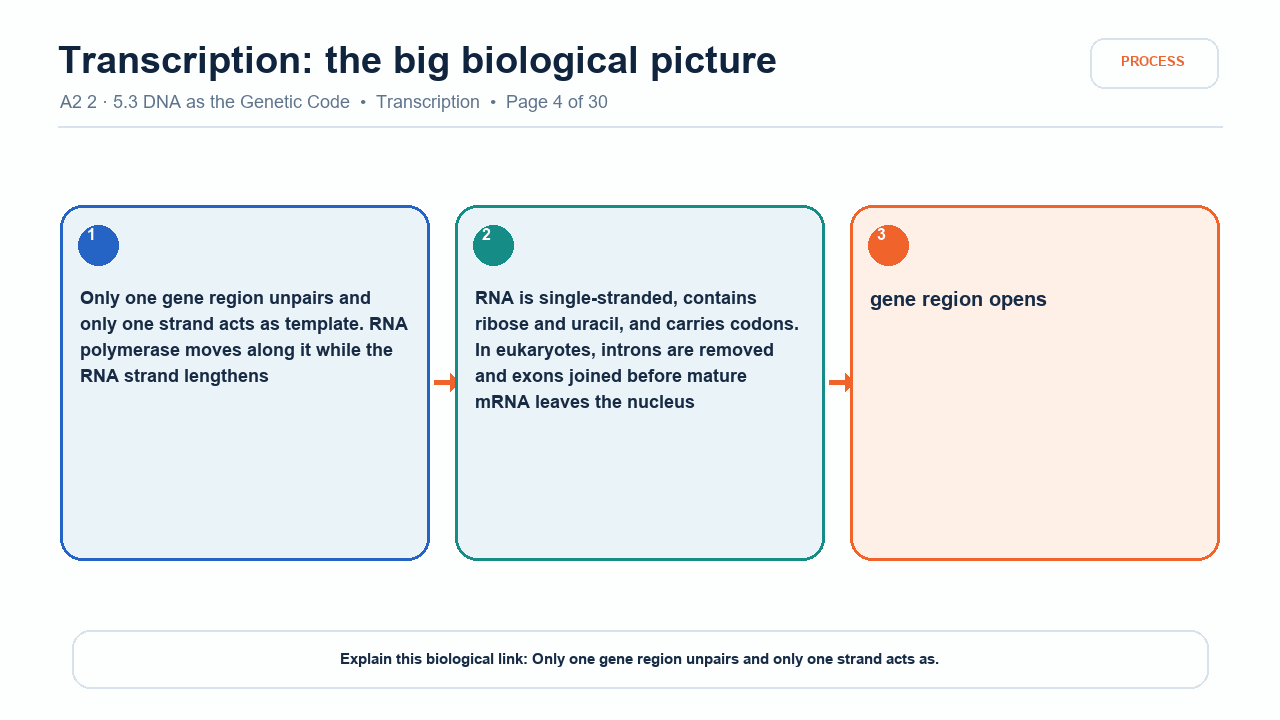 Transcription: the big biological picture
PROCESS
A2 2 · 5.3 DNA as the Genetic Code • Transcription • Page 4 of 30
1
Only one gene region unpairs and
only one strand acts as template. RNA
polymerase moves along it while the
RNA strand lengthens
2
RNA is single-stranded, contains
ribose and uracil, and carries codons.
In eukaryotes, introns are removed
and exons joined before mature
mRNA leaves the nucleus
3
gene region opens
Explain this biological link: Only one gene region unpairs and only one strand acts as.